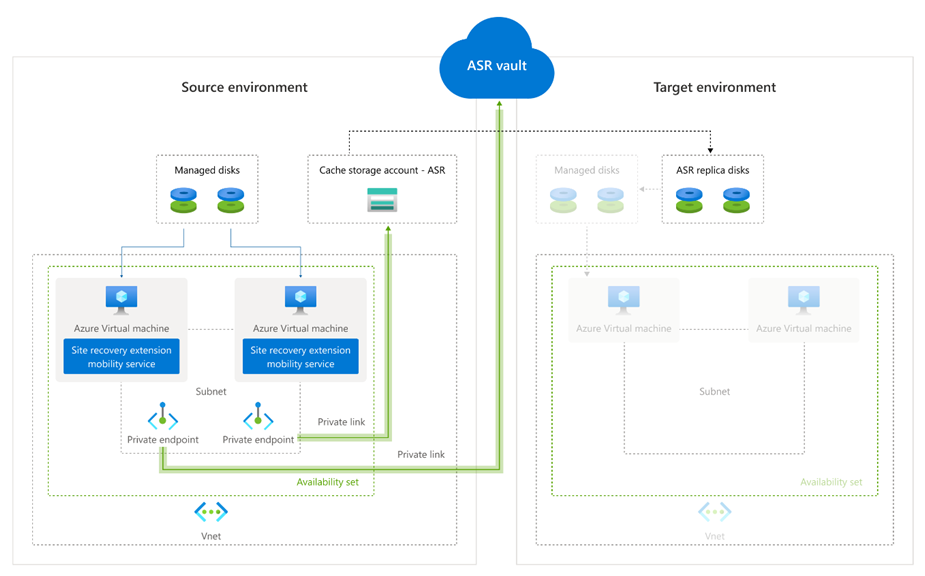 ASR vault
Source environment
Target environment
Managed disks
Cache storage account - ASR
Managed disks
ASR replica disks
Azure Virtual machine
Azure Virtual machine
Azure Virtual machine
Azure Virtual machine
Site recovery extension
mobility service
Site recovery extension
mobility service
Subnet
Subnet
Private link
Private endpoint
Private endpoint
Private link
Availability set
Availability set
Vnet
Vnet